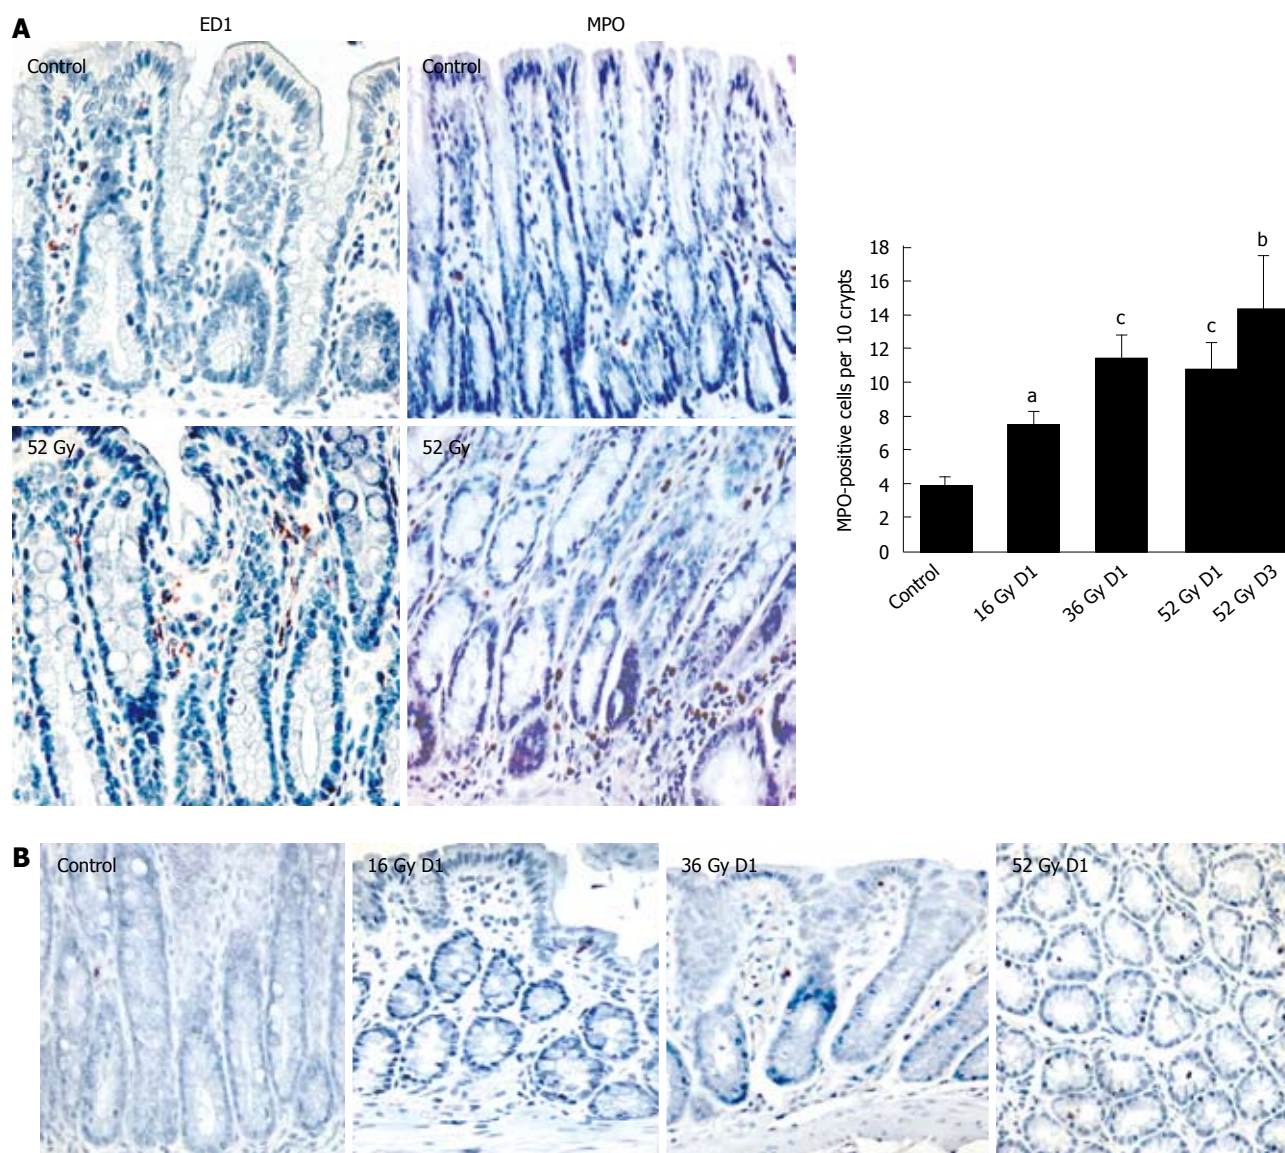 A
ED1
MPO
Control
Control
52 Gy
52 Gy
MPO-positive cells per 10 crypts
18
16
14
12
10
8
6
4
2
0
a
c
c
b
Control
16 Gy D1
36 Gy D1
52 Gy D1
52 Gy D3
B
Control
16 Gy D1
36 Gy D1
52 Gy D1